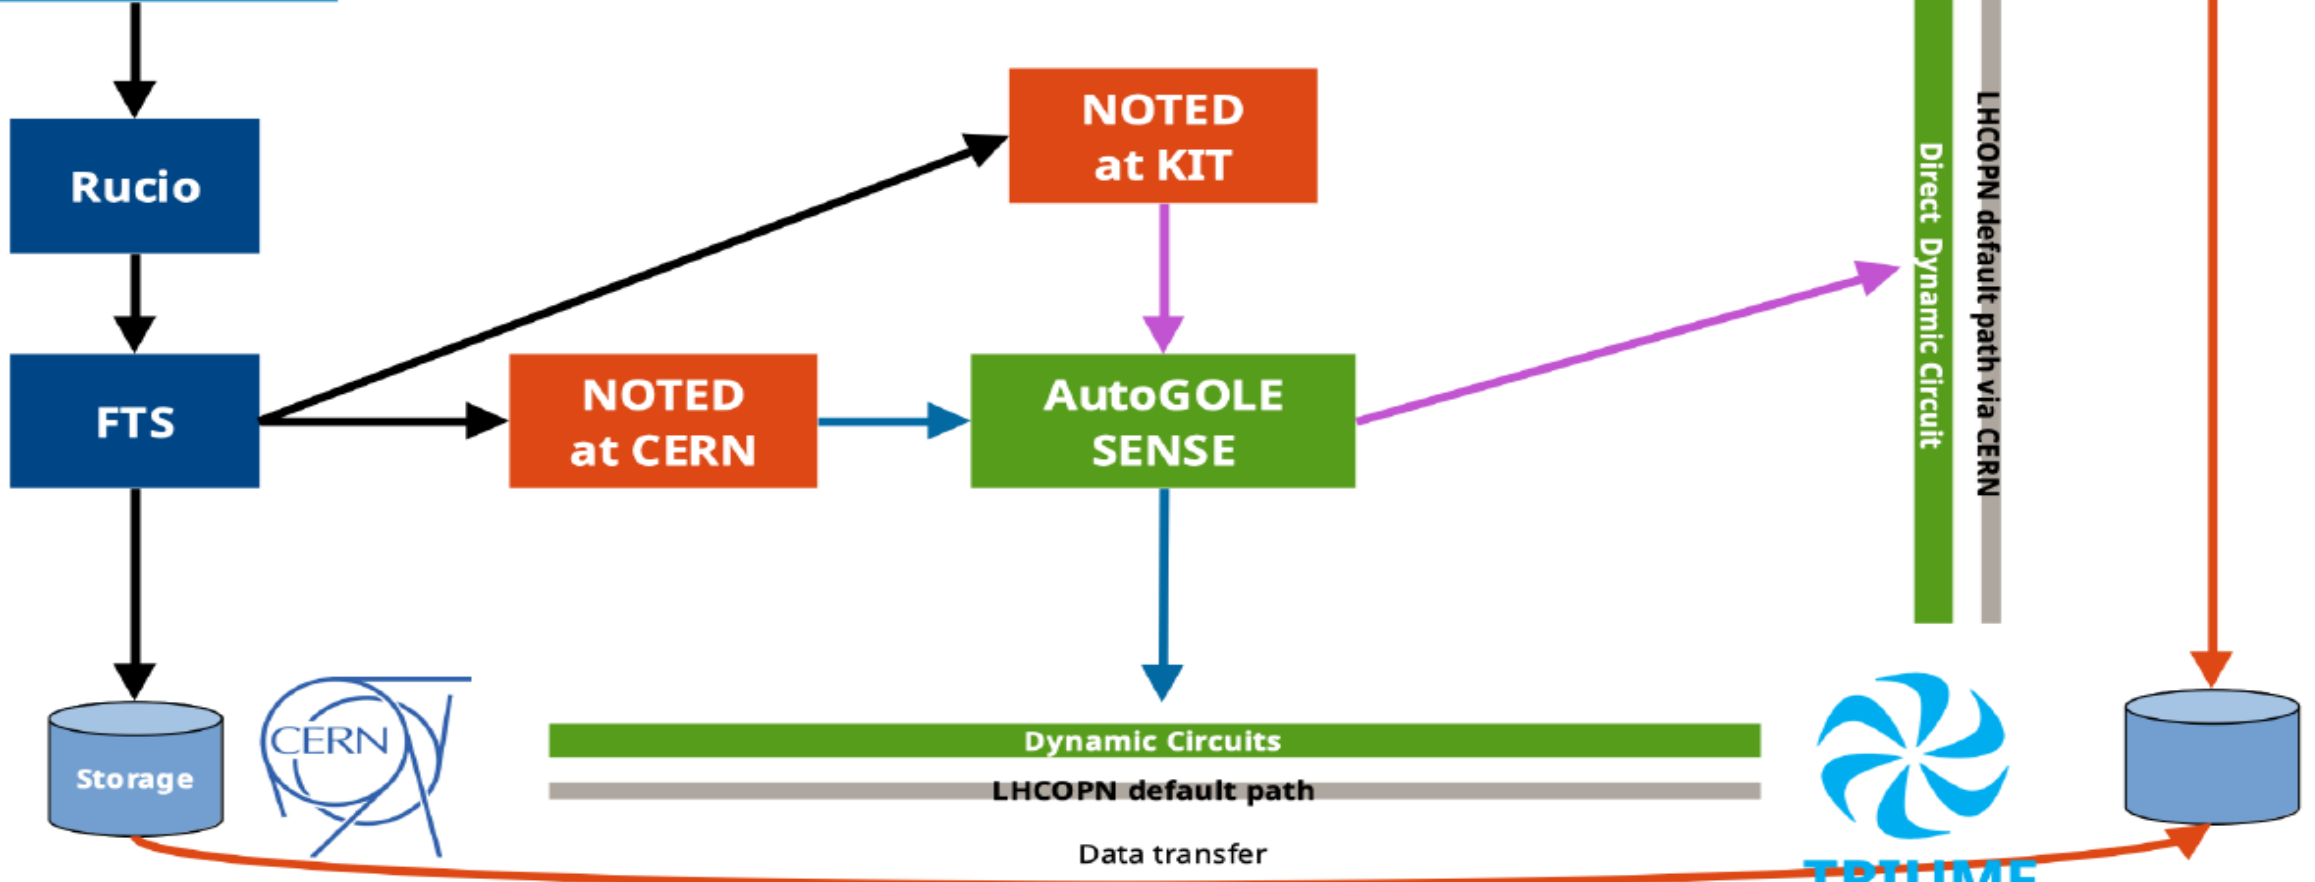 NOTED
at KIT
Rucio
FTS
NOTED
at CERN
AutoGOLE
SENSE
Direct Dynamic Circuit
LHCOPN default path via CERN
Storage
CERN
Dynamic Circuits
LHCOPN default path
Data transfer
TRIUMF